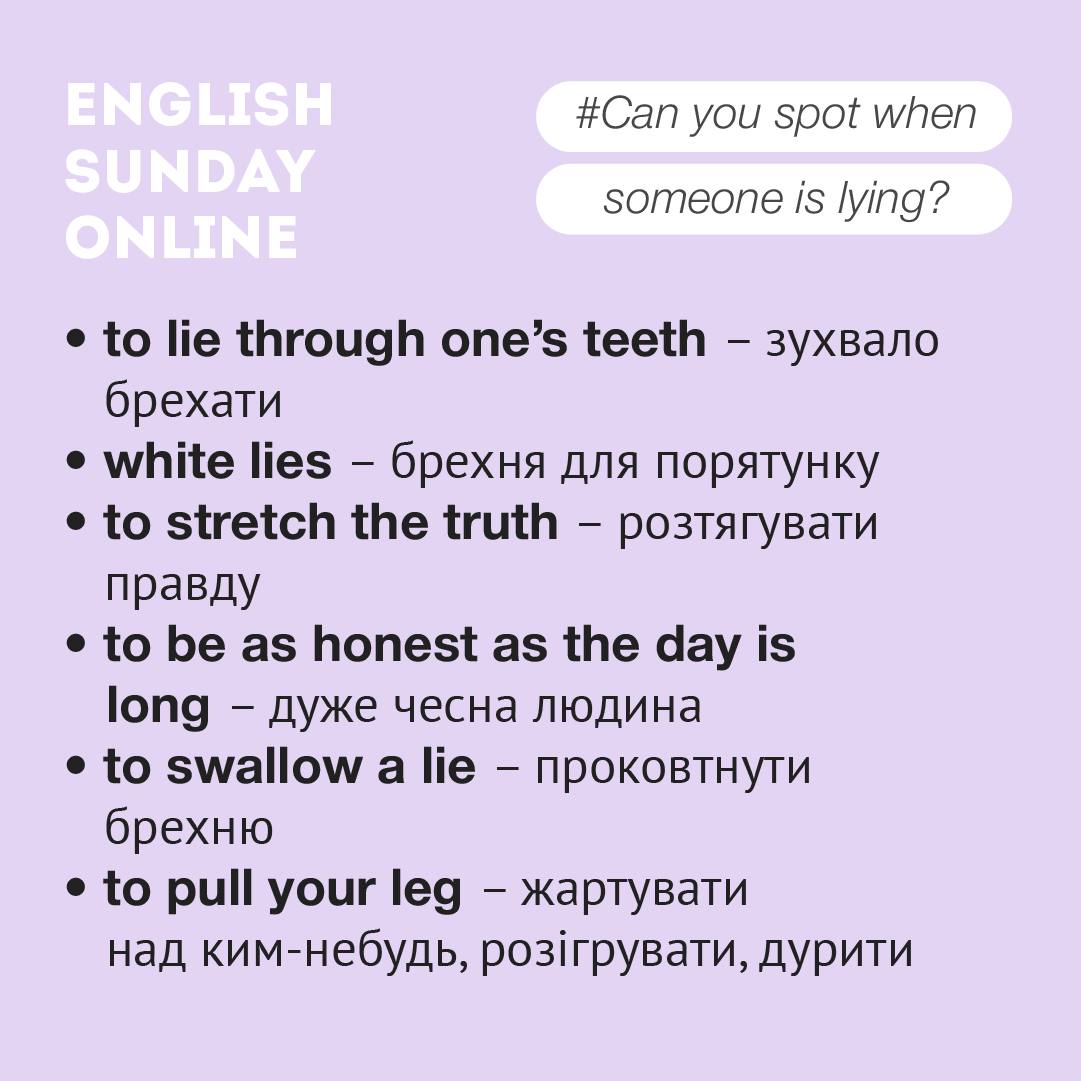 ENGLISH
SUNDAY
ONLINE
#Can you spot when
someone is lying?
• to lie through one’s teeth – зухвало
брехати
• white lies – брехня для порятунку
• to stretch the truth – розтягувати
правду
• to be as honest as the day is
long – дуже чесна людина
• to swallow a lie – проковтнути
брехню
• to pull your leg – жартувати
над ким-небудь, розігрувати, дурити